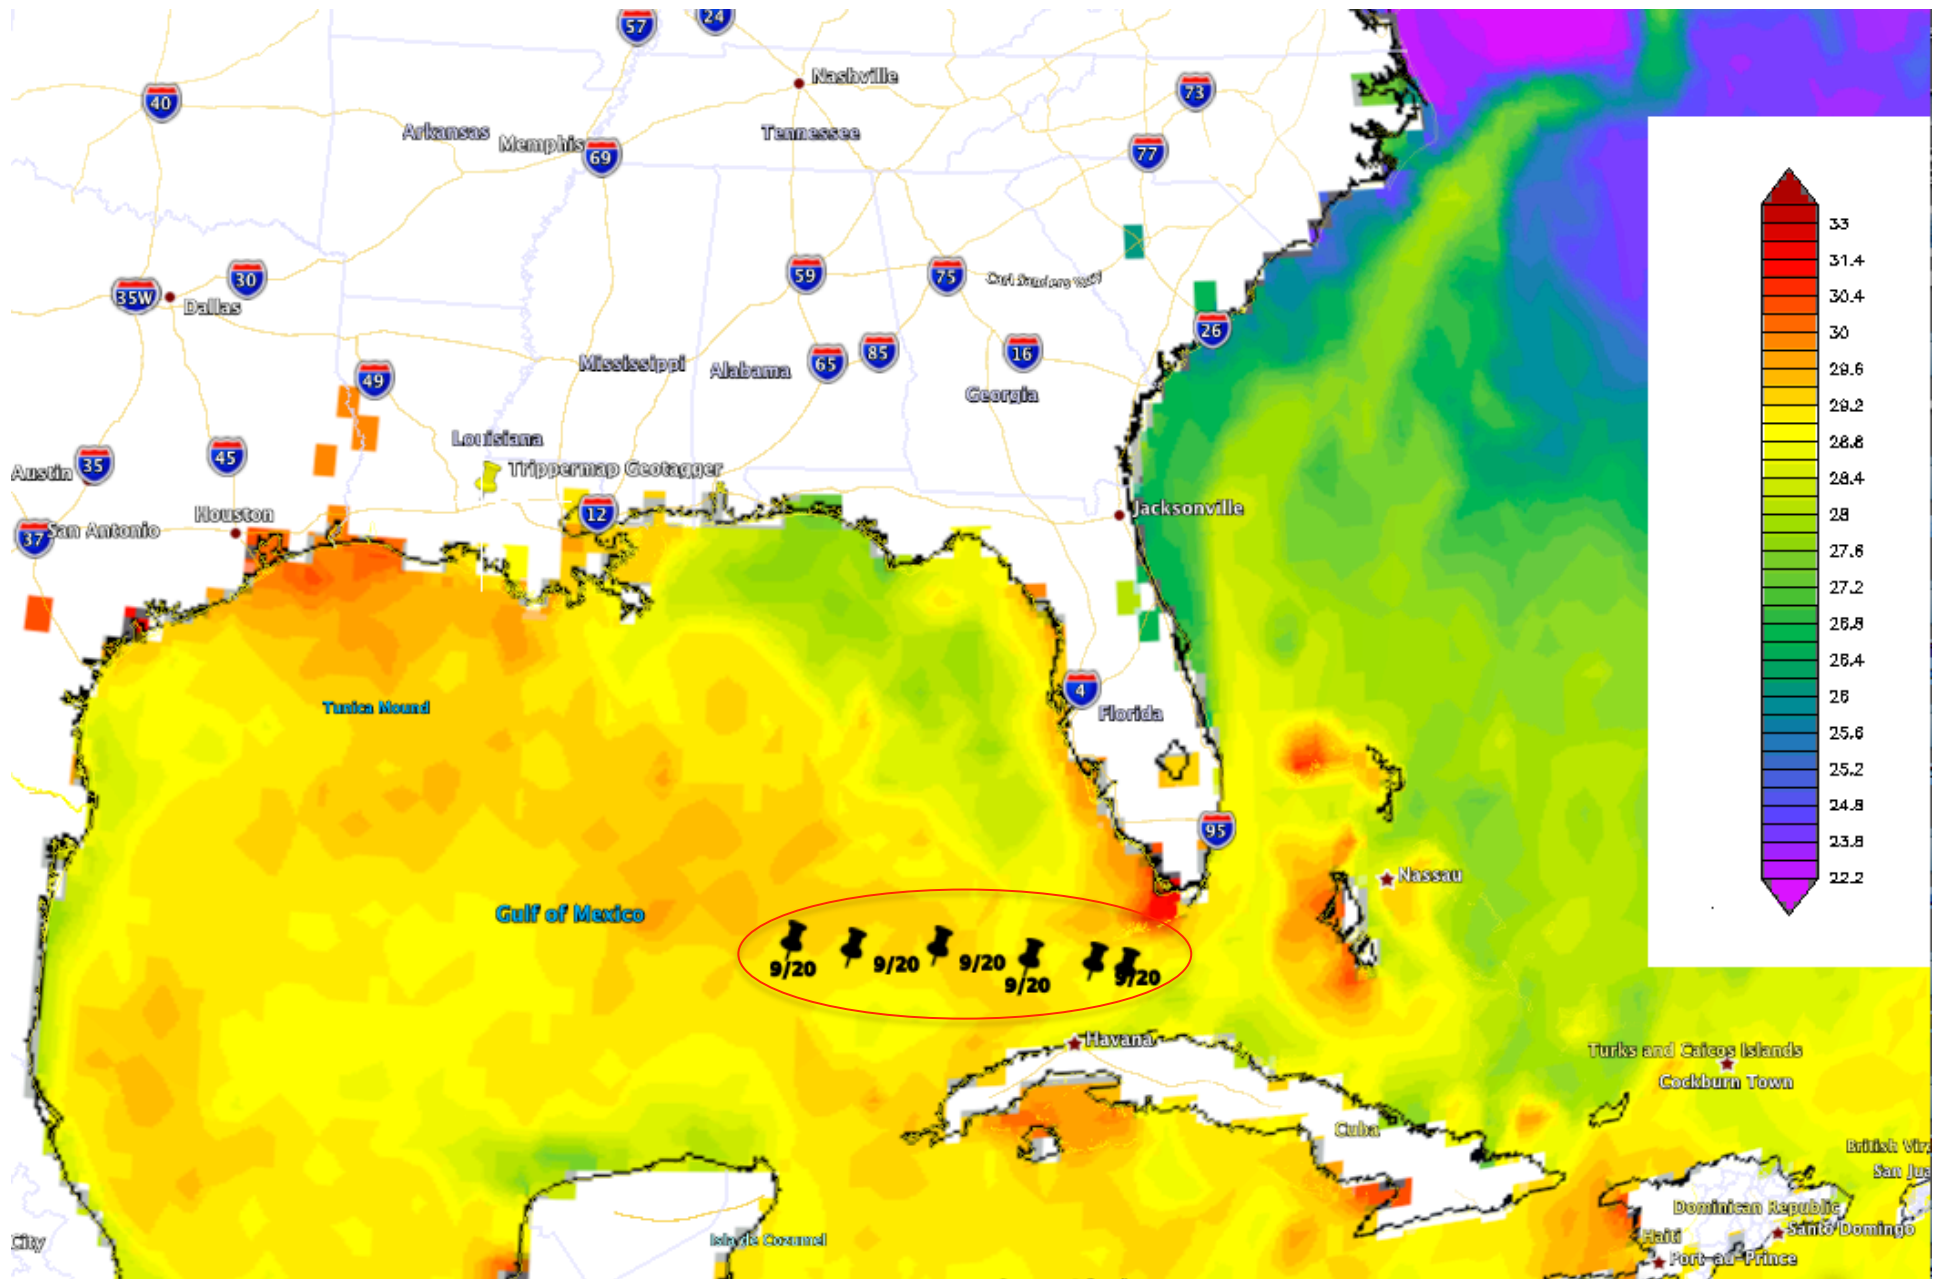 57
24
Nashville
40
73
Arkansas
Memphis
Tennessee
69
77
35W
30
Dallas
59
75
26
49
Mississippi
Alabama
65
85
16
Georgia
Louisiana
Austin
35
45
Trippermap Geotagger
37
San Antonio
Houston
12
Jacksonville
Tunica Mound
4
Florida
95
Nassau
Gulf of Mexico
9/20
9/20
9/20
9/20
9/20
Havana
Turks and Caicos Islands
Cockburn Town
Cuba
British Vir
San Jua
Dominican Republic
Santo Domingo
Haiti
Port-au-Prince
City
Isla de Cozumel
33
31.4
30.4
30
29.6
29.2
28.8
28.4
28
27.6
27.2
26.8
26.4
26
25.6
25.2
24.8
23.8
22.2